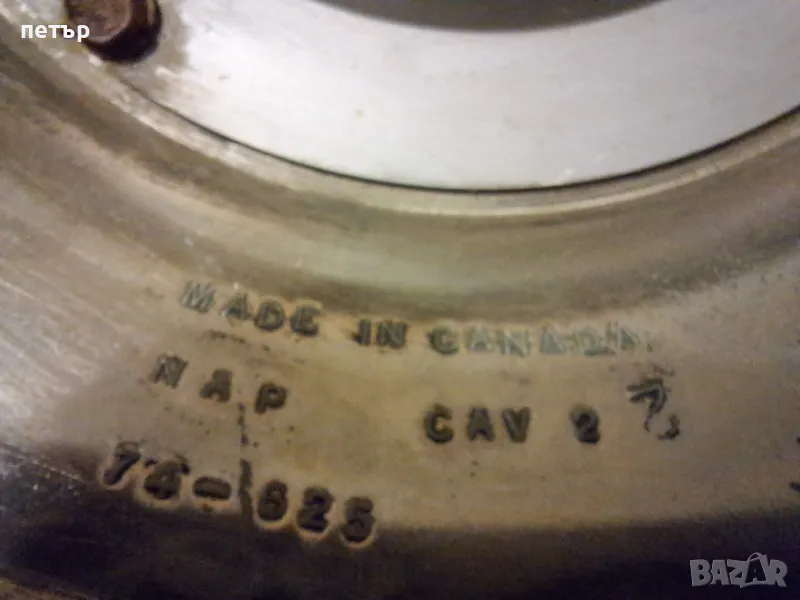 петър
MADE IN CANADA
NAP CAV 2
74-625
BAZAR